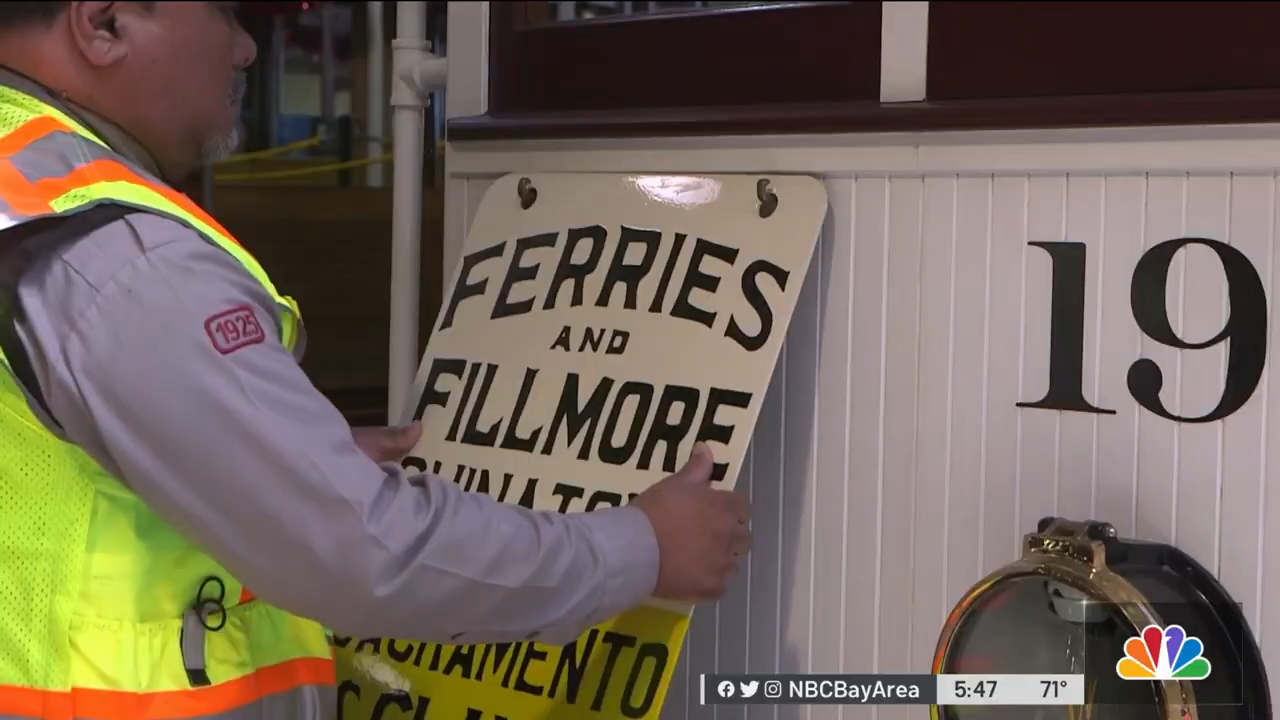 FERRIES
AND
FILLMORE
1925
19
SACRAMENTO
NBCBayArea 5:47 71°